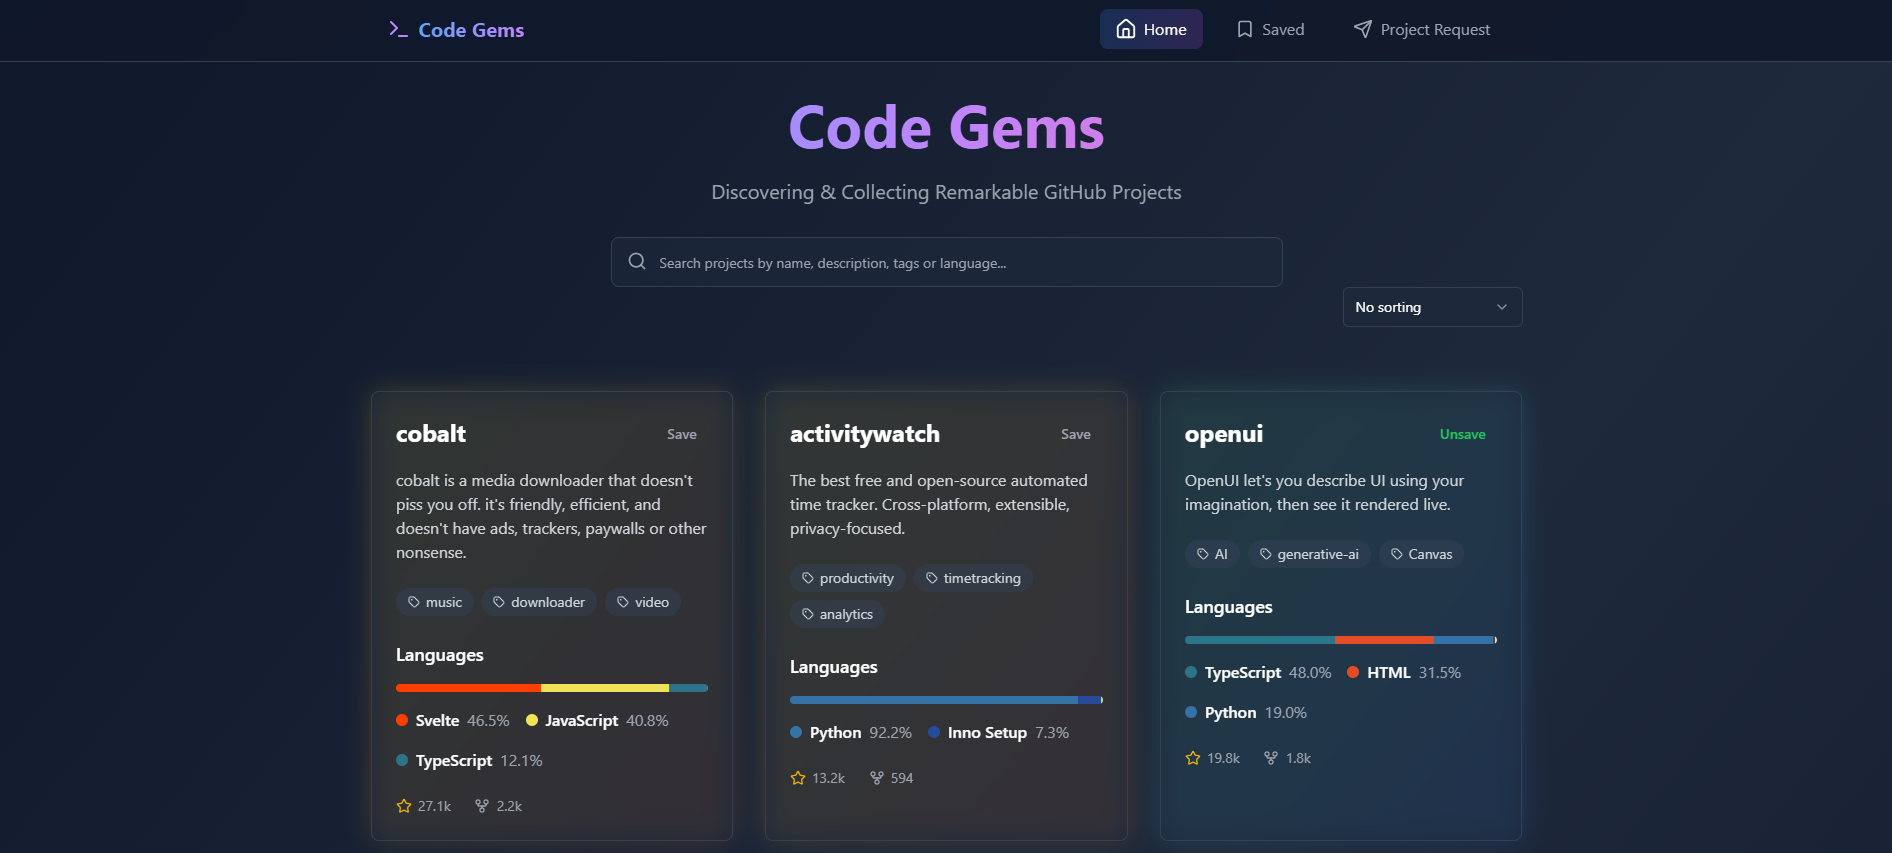 Code Gems
Home
Saved
Project Request
Code Gems
Discovering & Collecting Remarkable GitHub Projects
Search projects by name, description, tags or language...
No sorting
cobalt
Save
cobalt is a media downloader that doesn't
piss you off. it's friendly, efficient, and
doesn't have ads, trackers, paywalls or other
nonsense.
music
downloader
video
Languages
Svelte 46.5%
JavaScript 40.8%
TypeScript 12.1%
27.1k
2.2k
activitywatch
Save
The best free and open-source automated
time tracker. Cross-platform, extensible,
privacy-focused.
productivity
timetracking
analytics
Languages
Python 92.2%
Inno Setup 7.3%
13.2k
594
openui
Unsave
OpenUI let's you describe UI using your
imagination, then see it rendered live.
AI
generative-ai
Canvas
Languages
TypeScript 48.0%
HTML 31.5%
Python 19.0%
19.8k
1.8k